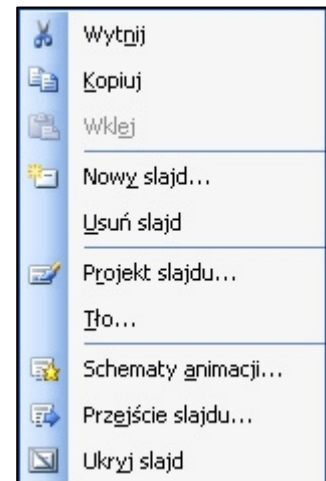 Wytnij
Kopiuj
Wklej
Nowy slajd...
Usuń slajd
Projekt slajdu...
Tło...
Schematy animacji...
Przejście slajdu...
Ukryj slajd